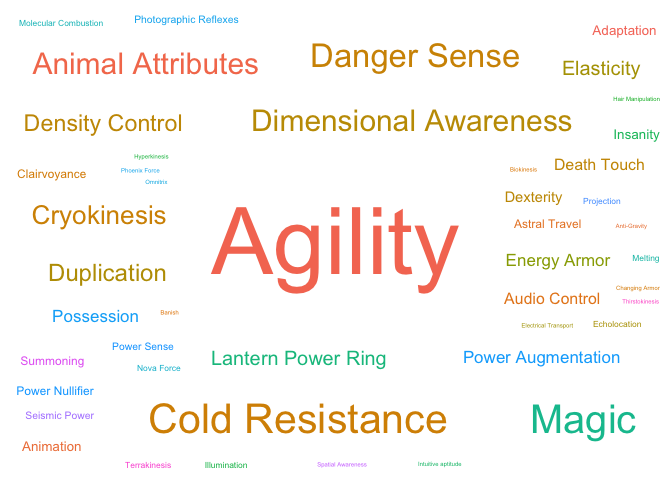 Molecular Combustion
Photographic Reflexes
Adaptation
Animal Attributes
Danger Sense
Elasticity
Hair Manipulation
Density Control
Dimensional Awareness
Insanity
Hyperkinesis
Clairvoyance
Phoenix Force
Omnitrix
Biokinesis
Death Touch
Dexterity
Projection
Cryokinesis
Agility
Astral Travel
Anti-Gravity
Duplication
Energy Armor
Melting
Changing Armor
Audio Control
Thirstokinesis
Possession
Banish
Electrical Transport
Echolocation
Power Sense
Summoning
Nova Force
Lantern Power Ring
Power Augmentation
Power Nullifier
Seismic Power
Cold Resistance
Magic
Animation
Terrakinesis
Illumination
Spatial Awareness
Intuitive aptitude